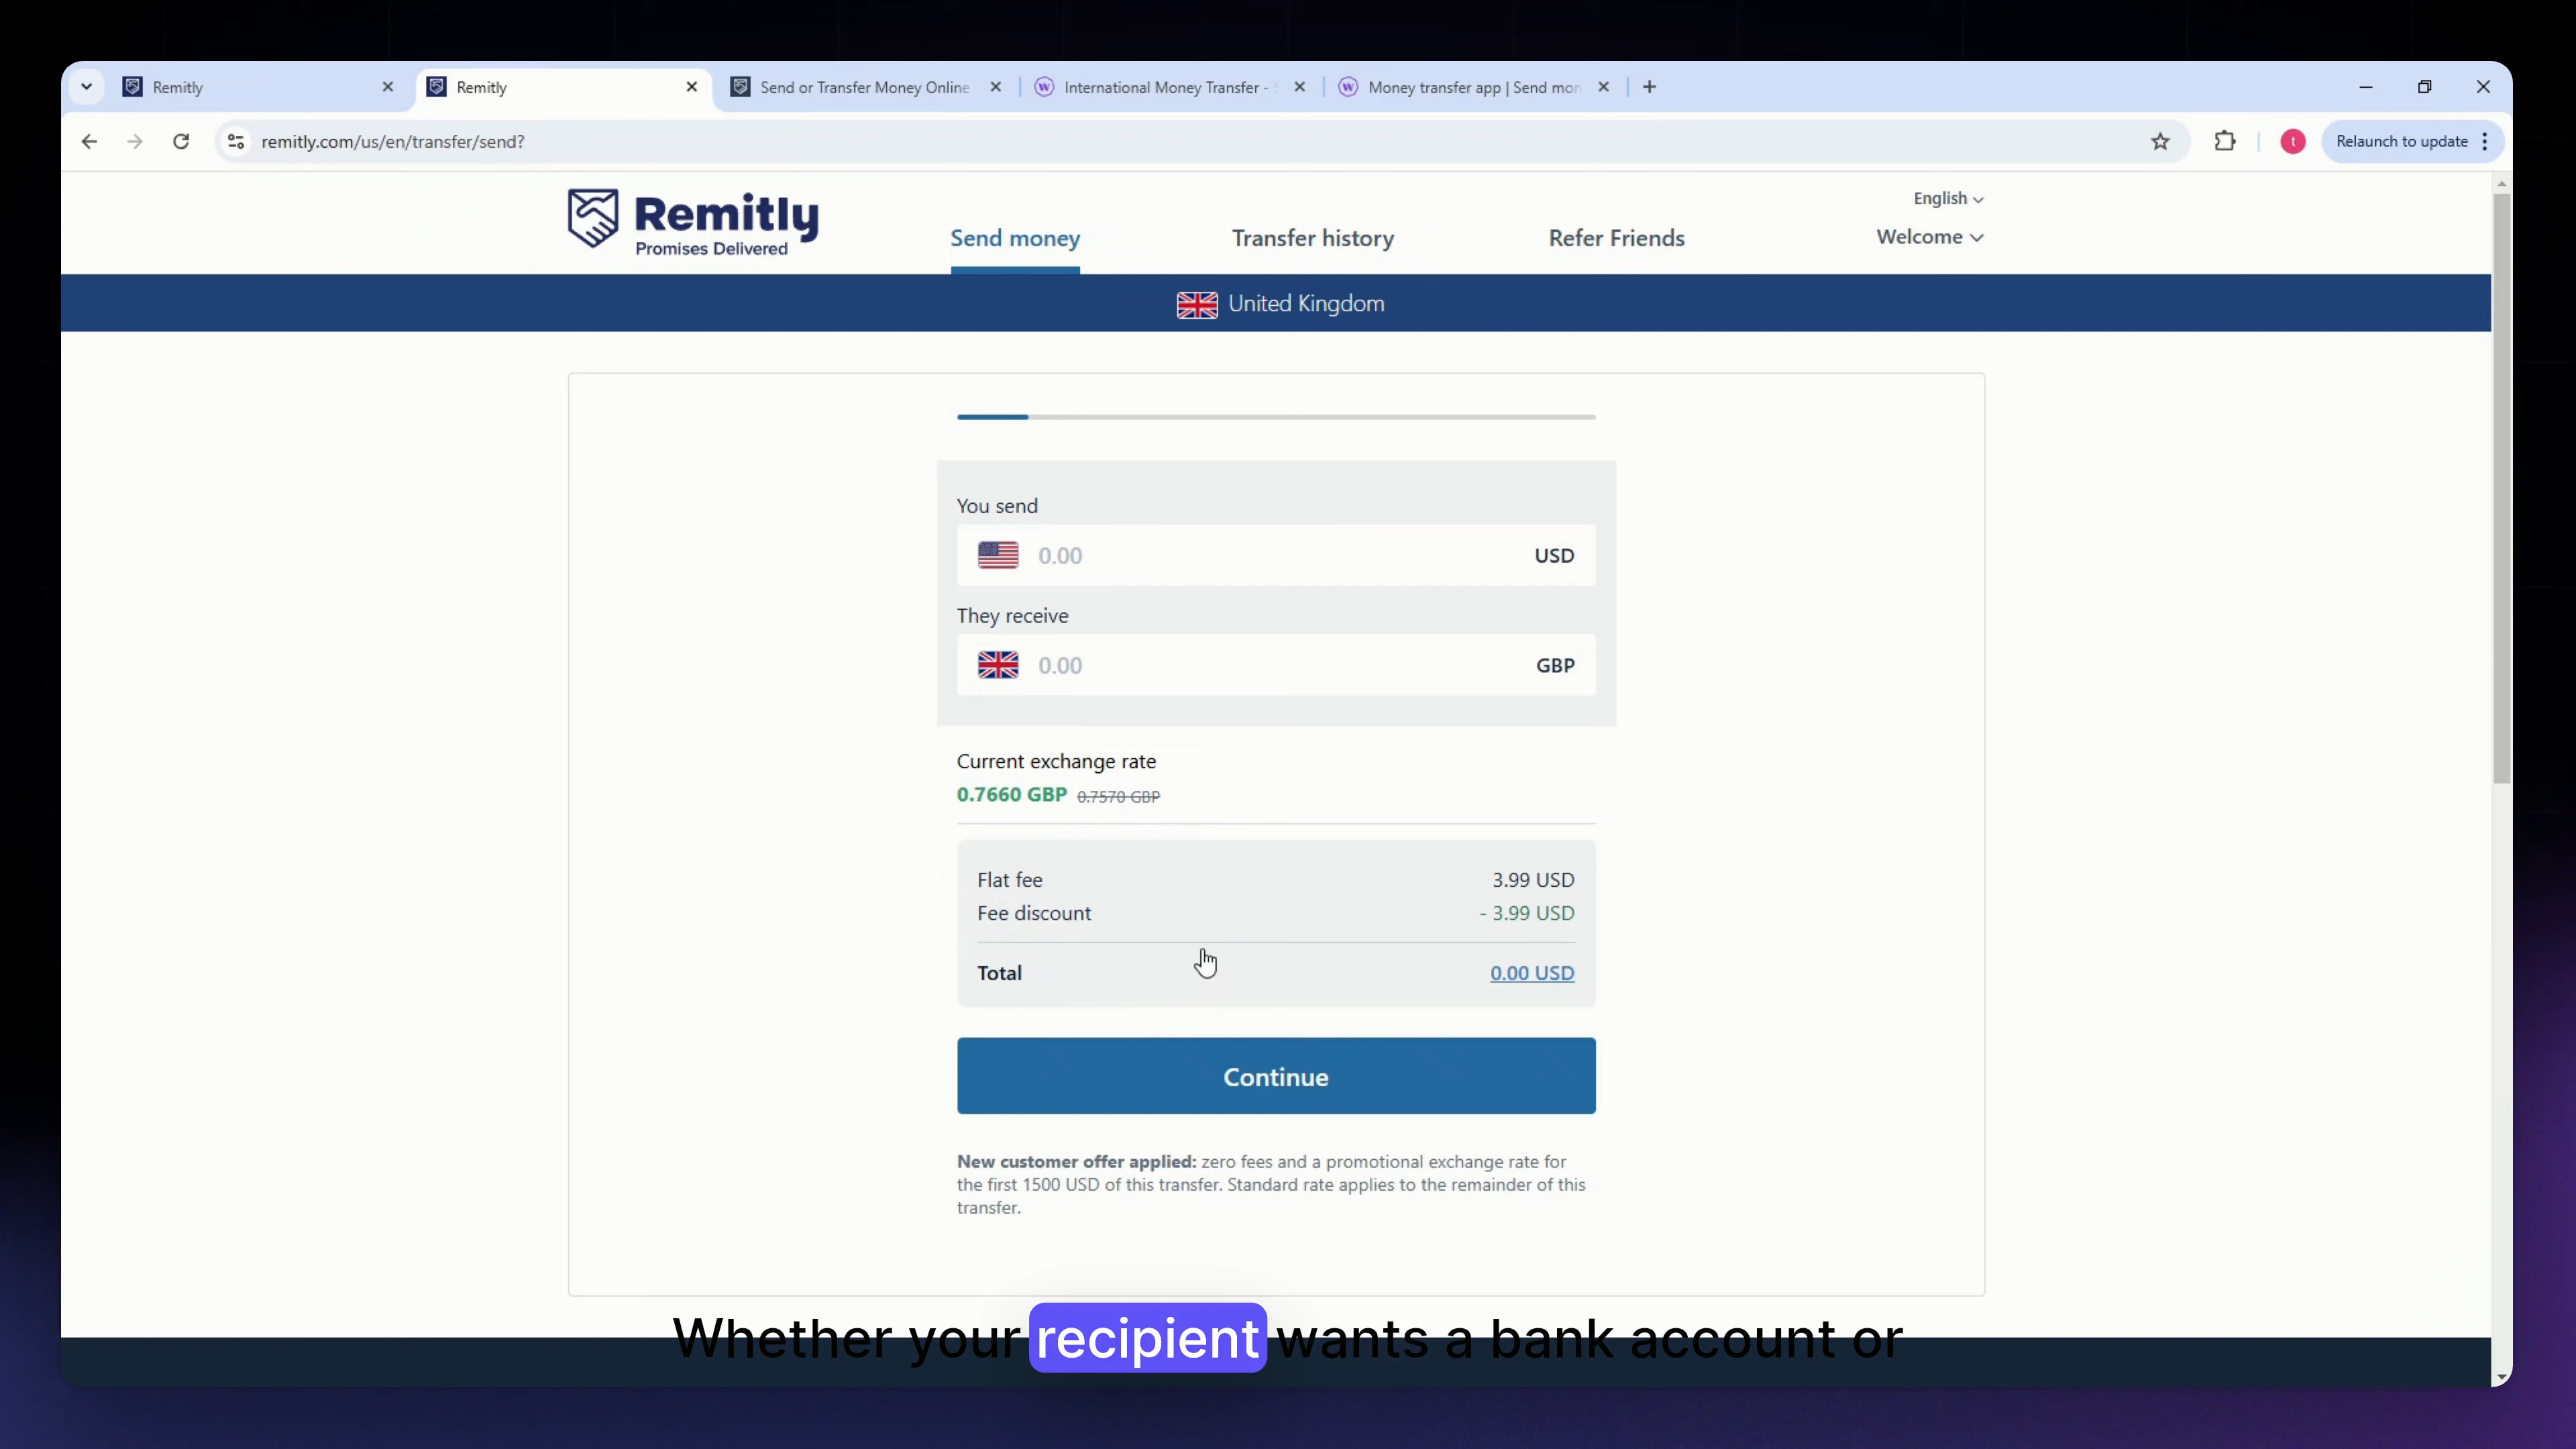 Remitly
Remitly
Send or Transfer Money Online
International Money Transfer -
Money transfer app | Send mon
remitly.com/us/en/transfer/send?
t
Relaunch to update
Remitly
Promises Delivered
Send money
Transfer history
Refer Friends
English
Welcome
United Kingdom
You send
0.00
USD
They receive
0.00
GBP
Current exchange rate
0.7660 GBP 0.7570 GBP
Flat fee 3.99 USD
Fee discount - 3.99 USD
Total 0.00 USD
Continue
New customer offer applied: zero fees and a promotional exchange rate for
the first 1500 USD of this transfer. Standard rate applies to the remainder of this
transfer.
Whether your recipient wants a bank account or